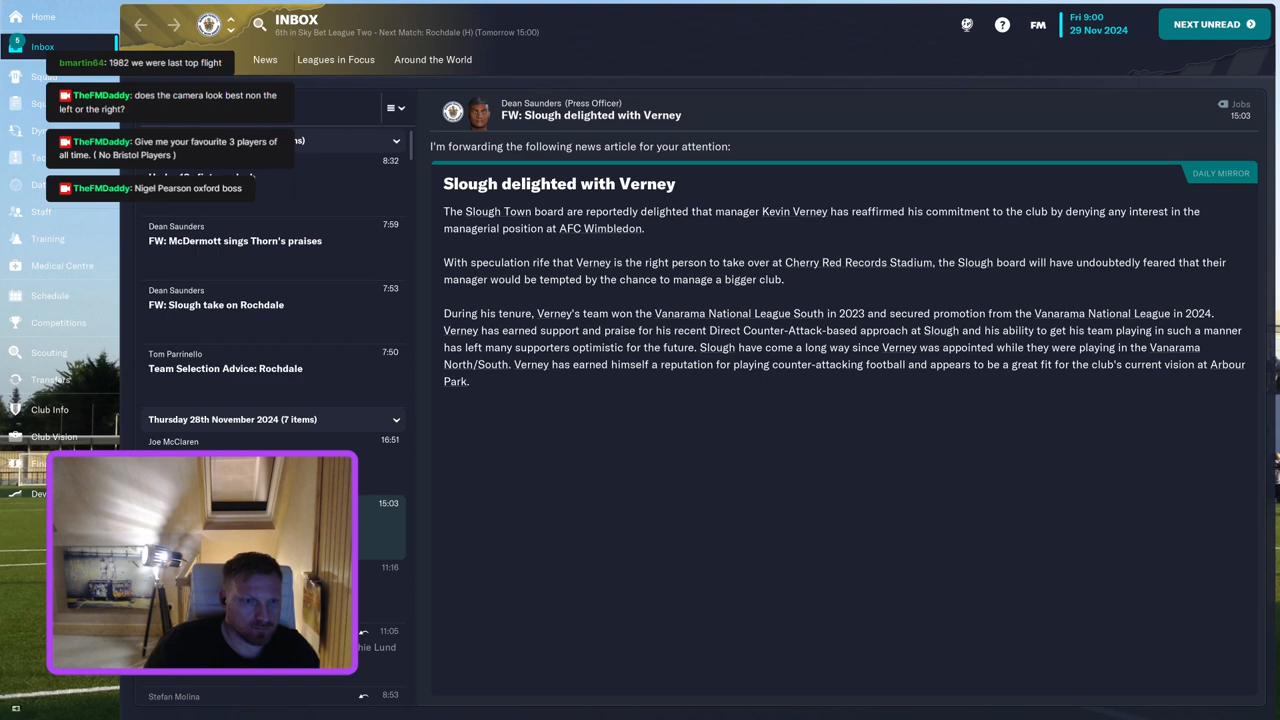 Home
5
Inbox
INBOX
6th in Sky Bet League Two - Next Match: Rochdale (H) (Tomorrow 15:00)
FM
Fri 9:00
29 Nov 2024
NEXT UNREAD
News
Leagues in Focus
Around the World
bmartin64: 1982 we were last top flight
TheFMDaddy: does the camera look best non the
left or the right?
TheFMDaddy: Give me your favourite 3 players of
all time. ( No Bristol Players )
TheFMDaddy: Nigel Pearson oxford boss
Staff
Training
Medical Centre
Schedule
Competitions
Scouting
Transfers
Club Info
Club Vision
8:32
Dean Saunders
7:59
FW: McDermott sings Thorn's praises
Dean Saunders
7:53
FW: Slough take on Rochdale
Tom Parrinello
7:50
Team Selection Advice: Rochdale
Thursday 28th November 2024 (7 items)
Joe McClaren
16:51
15:03
11:16
11:05
hie Lund
Stefan Molina
8:53
Dean Saunders (Press Officer)
FW: Slough delighted with Verney
Jobs
15:03
I'm forwarding the following news article for your attention:
DAILY MIRROR
Slough delighted with Verney
The Slough Town board are reportedly delighted that manager Kevin Verney has reaffirmed his commitment to the club by denying any interest in the
managerial position at AFC Wimbledon.
With speculation rife that Verney is the right person to take over at Cherry Red Records Stadium, the Slough board will have undoubtedly feared that their
manager would be tempted by the chance to manage a bigger club.
During his tenure, Verney's team won the Vanarama National League South in 2023 and secured promotion from the Vanarama National League in 2024.
Verney has earned support and praise for his recent Direct Counter-Attack-based approach at Slough and his ability to get his team playing in such a manner
has left many supporters optimistic for the future. Slough have come a long way since Verney was appointed while they were playing in the Vanarama
North/South. Verney has earned himself a reputation for playing counter-attacking football and appears to be a great fit for the club's current vision at Arbour
Park.